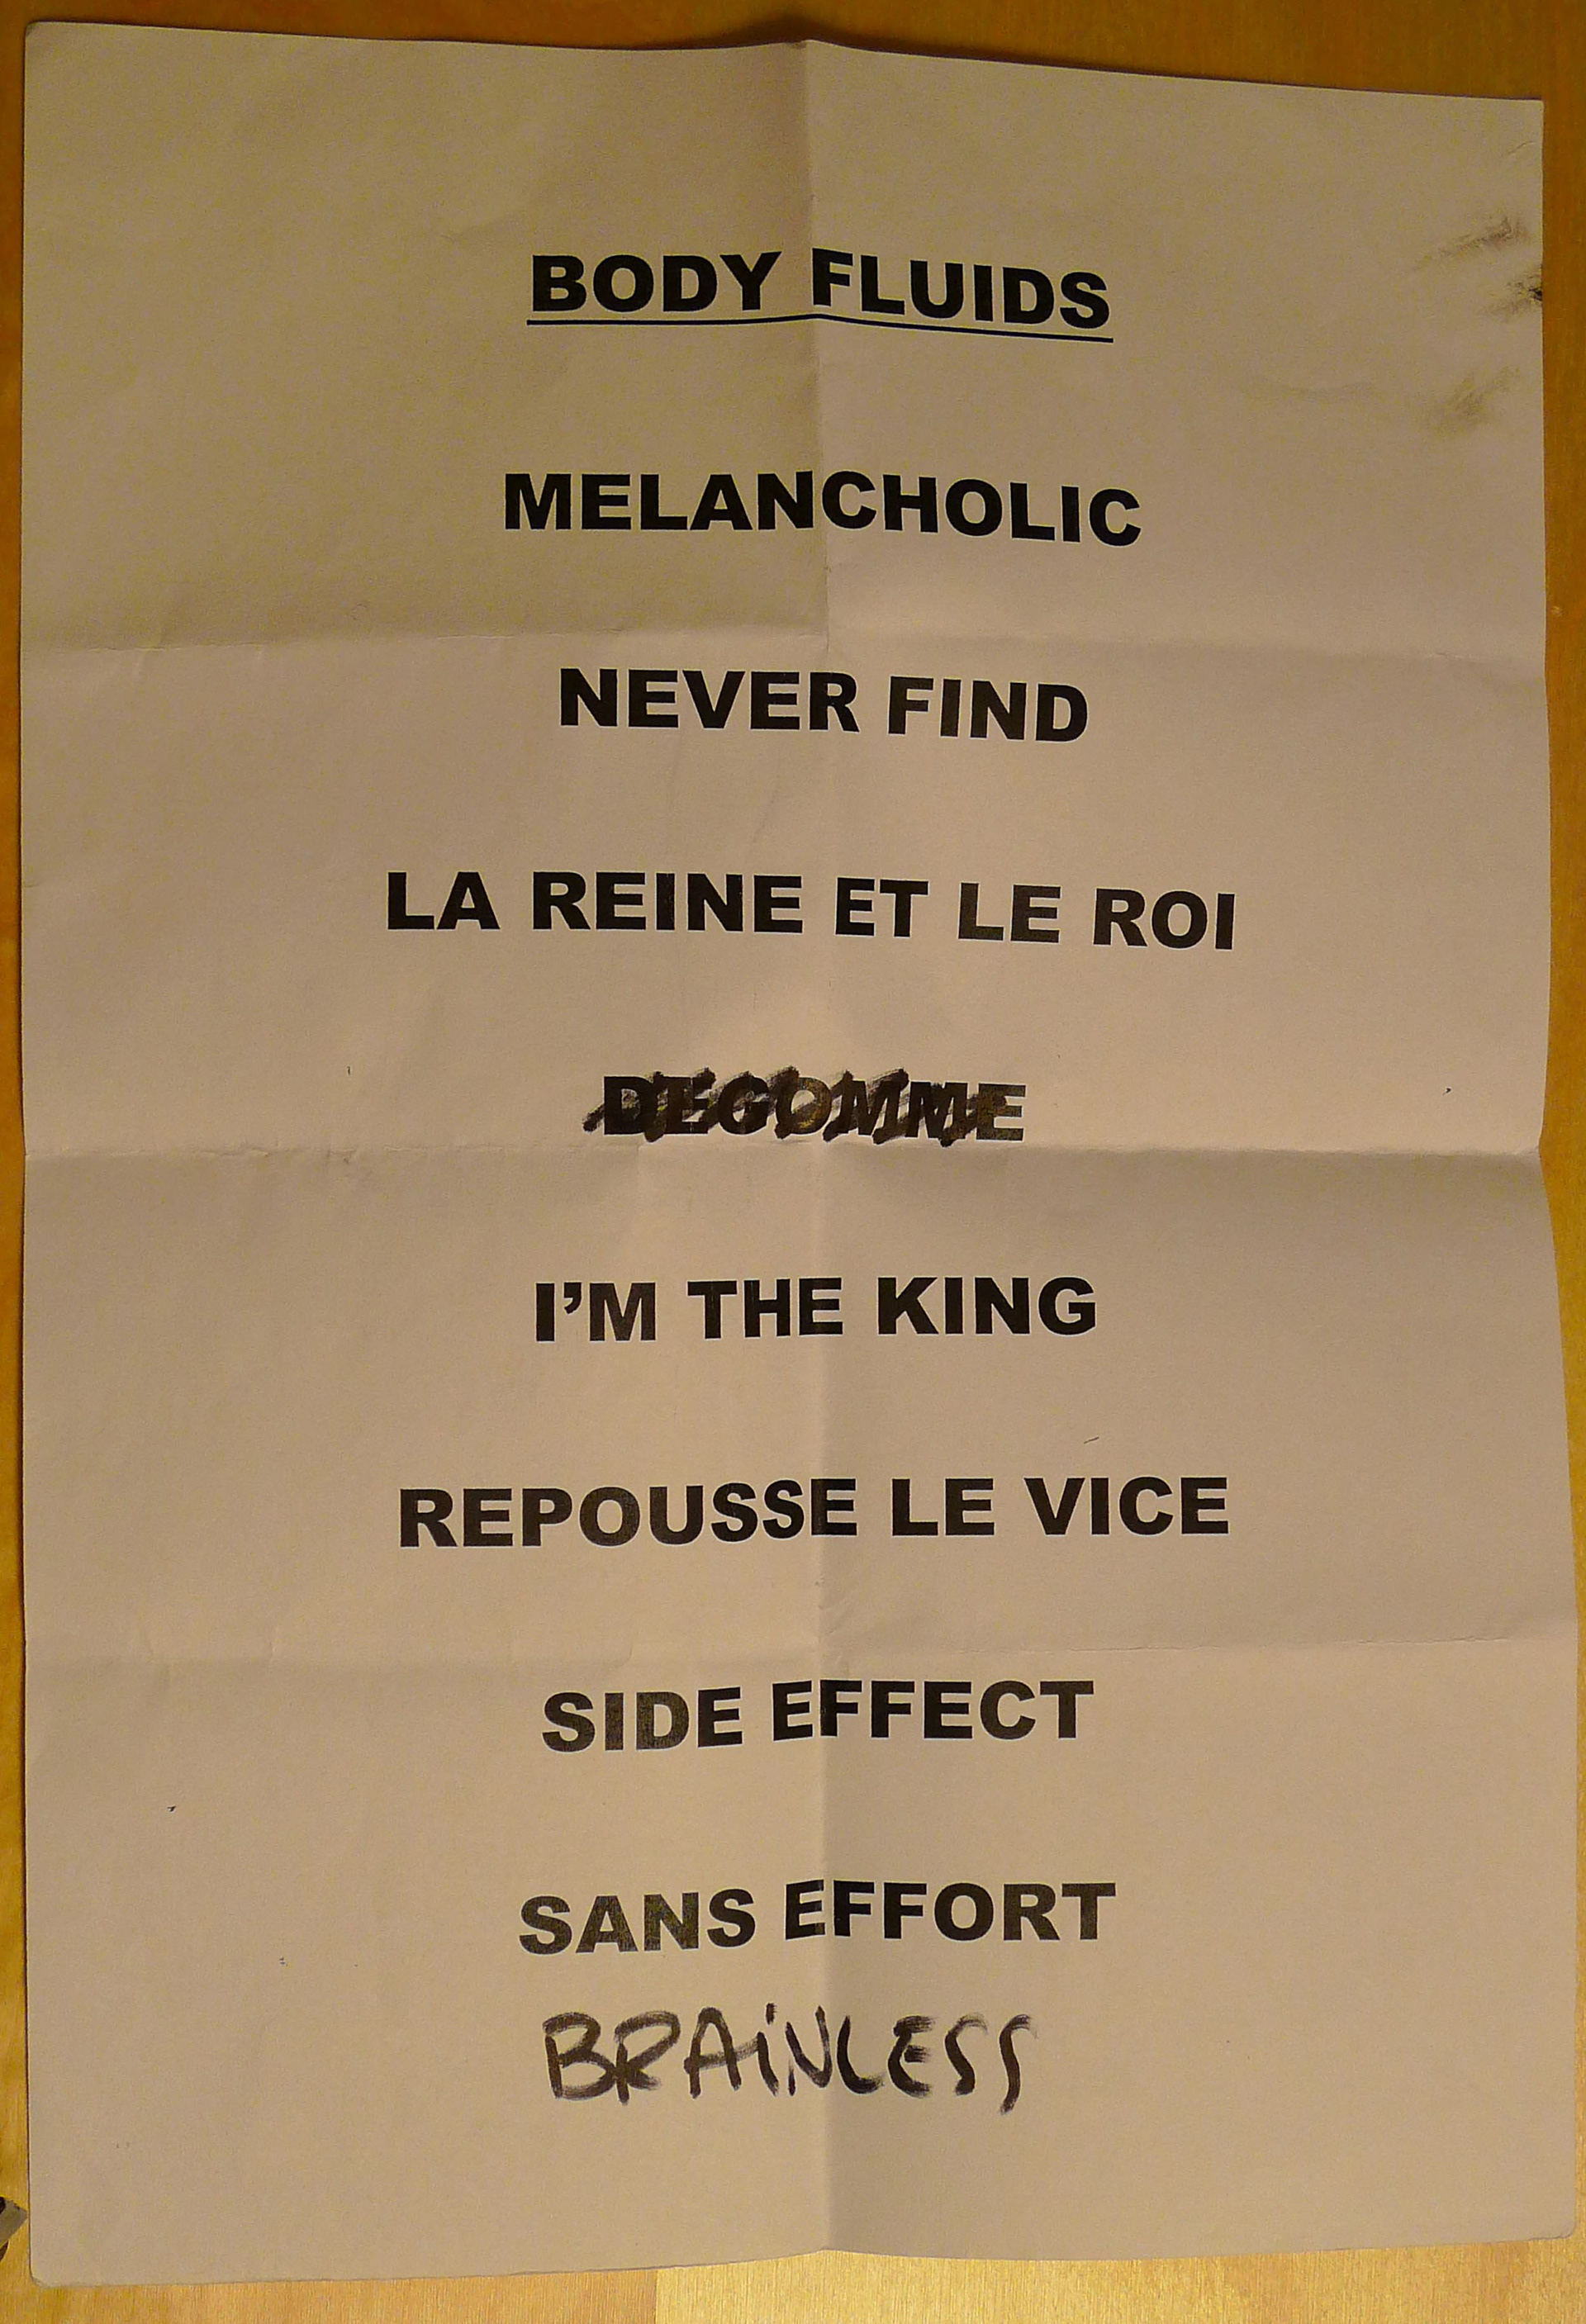 BODY FLUIDS
MELANCHOLIC
NEVER FIND
LA REINE ET LE ROI
DEGOMME
I’M THE KING
REPOUSSE LE VICE
SIDE EFFECT
SANS EFFORT
BRAiNLESS